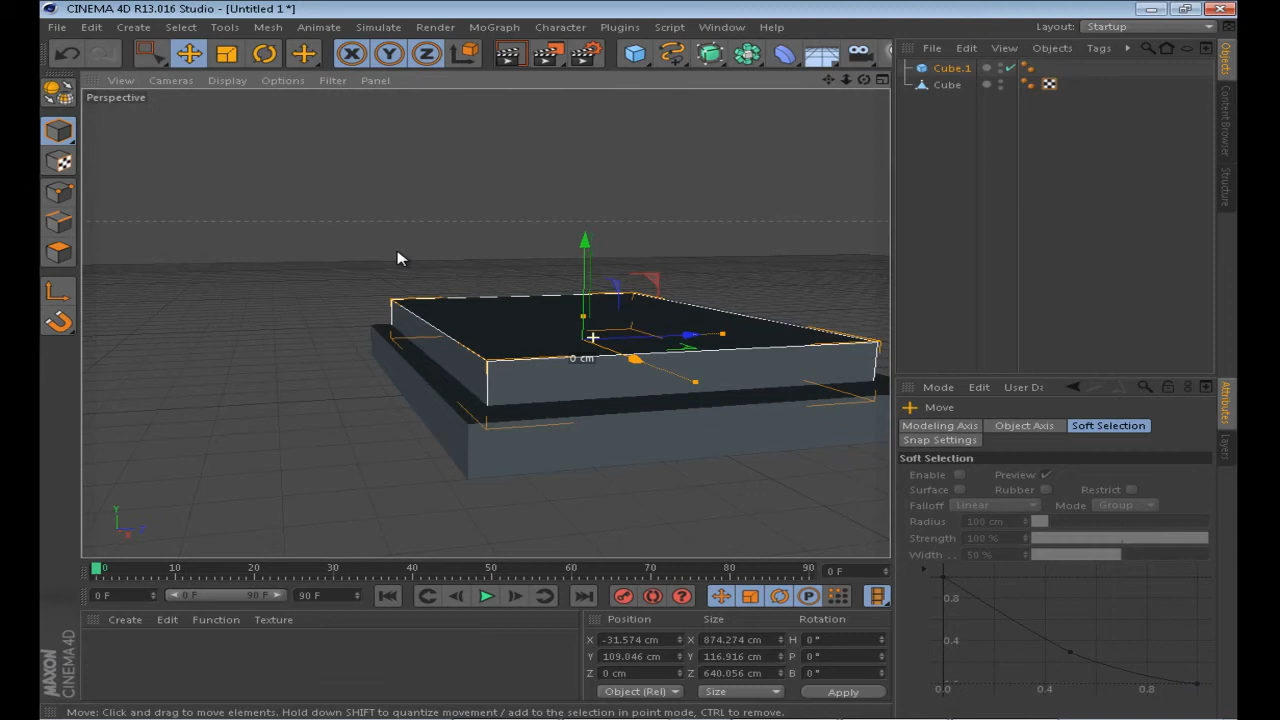 CINEMA 4D R13.016 Studio - [Untitled 1 *]
File Edit Create Select Tools Mesh Snapping Animate Simulate Render MoGraph Character Plugins Script Window Help
Layout: Startup
View Cameras Display Options Filter Panel
Perspective
0 cm
Y
X
Z
File Edit View Objects Tags
Cube.1
Cube
Objects
Content Browser
Structure
Mode Edit User Da
Move
Modeling Axis Object Axis Soft Selection
Snap Settings
Soft Selection
Enable Preview
Surface Rubber Restrict
Falloff Linear Mode Group
Radius 100 cm
Strength 100 %
Width . . 50 %
0.8
0.4
0.0 0.4 0.8
Attributes
Layers
0 10 20 30 40 50 60 70 80 90 0 F
0 F 0 F 90 F 90 F
Create Edit Function Texture
Position Size Rotation
X -31.574 cm X 874.274 cm H 0 °
Y 109.046 cm Y 116.916 cm P 0 °
Z 0 cm Z 640.056 cm B 0 °
Object (Rel) Size Apply
MAXON
CINEMA 4D
Move: Click and drag to move elements. Hold down SHIFT to quantize movement / add to the selection in point mode, CTRL to remove.